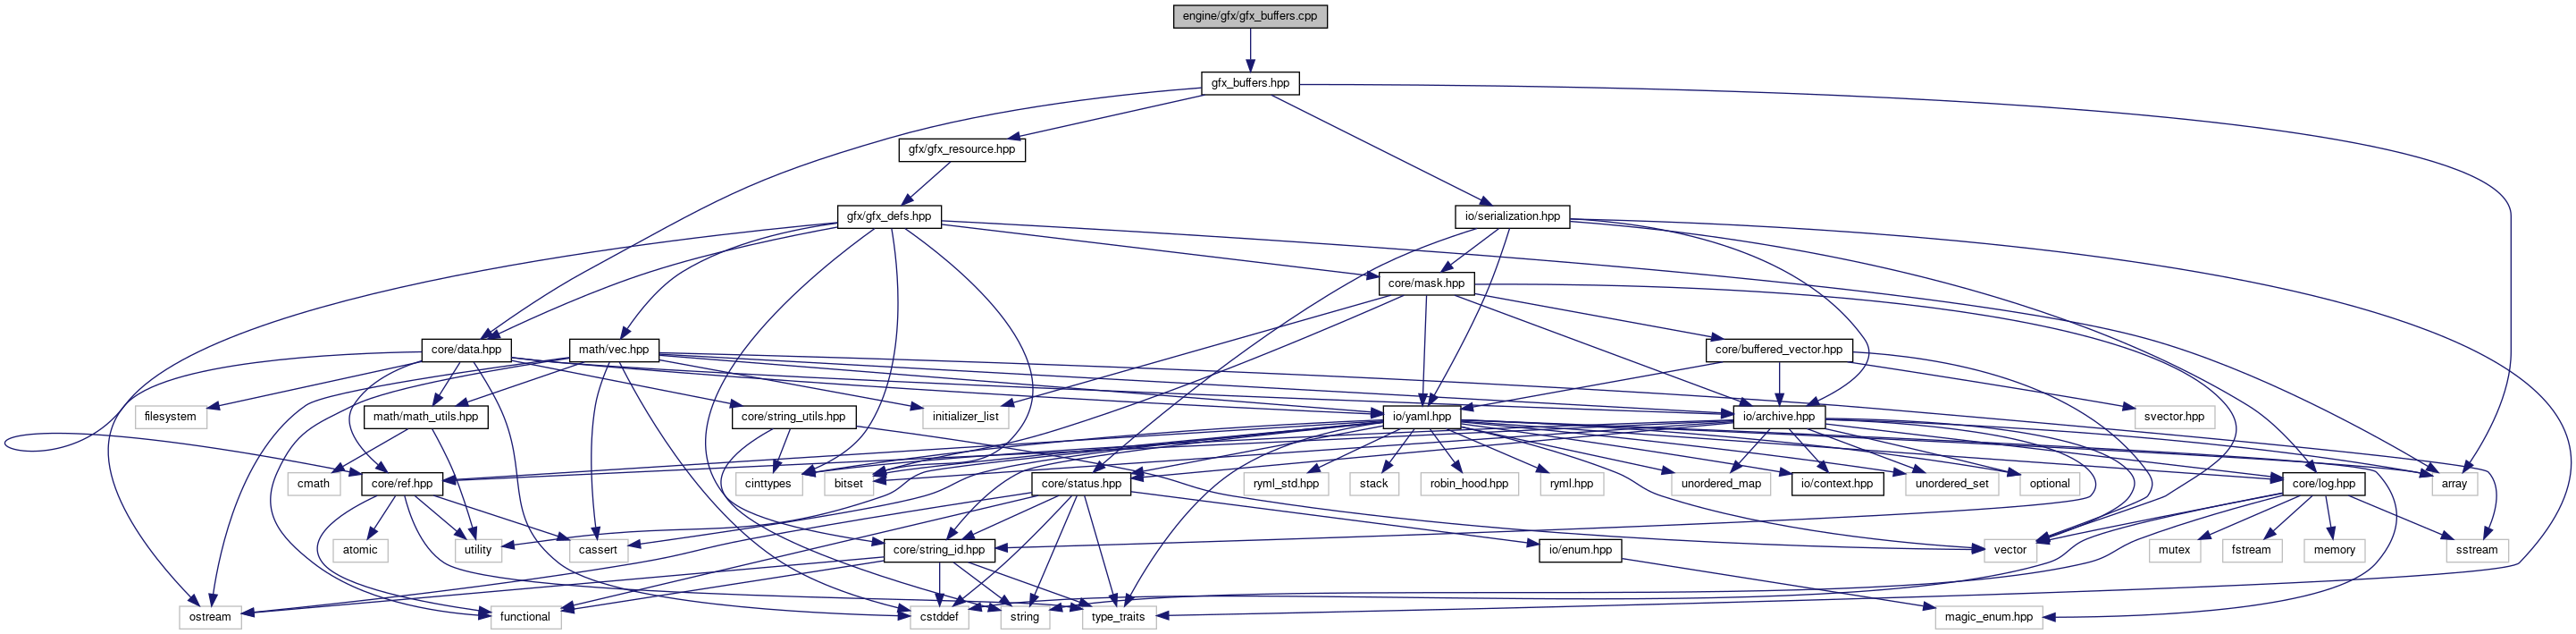 engine/gfx/gfx_buffers.cpp
gfx_buffers.hpp
gfx/gfx_resource.hpp
gfx/gfx_defs.hpp
io/serialization.hpp
core/mask.hpp
core/data.hpp
math/vec.hpp
core/buffered_vector.hpp
filesystem
math/math_utils.hpp
core/string_utils.hpp
initializer_list
io/yaml.hpp
io/archive.hpp
svector.hpp
cmath
core/ref.hpp
cinttypes
bitset
core/status.hpp
ryml_std.hpp
stack
robin_hood.hpp
ryml.hpp
unordered_map
io/context.hpp
unordered_set
optional
core/log.hpp
array
atomic
utility
cassert
core/string_id.hpp
io/enum.hpp
vector
mutex
fstream
memory
sstream
ostream
functional
cstddef
string
type_traits
magic_enum.hpp